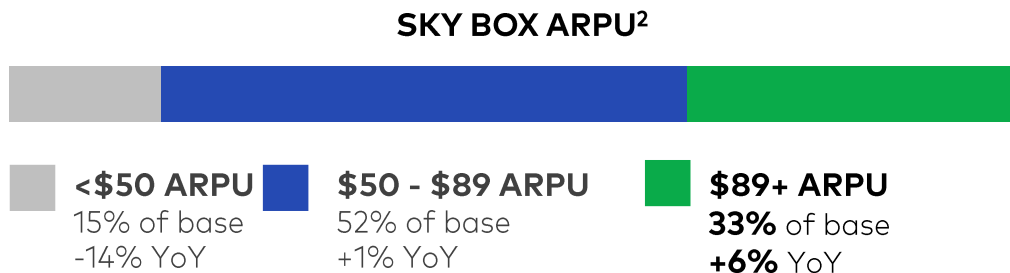 SKY BOX ARPU²
<$50 ARPU
15% of base
-14% YoY
$50 - $89 ARPU
52% of base
+1% YoY
$89+ ARPU
33% of base
+6% YoY